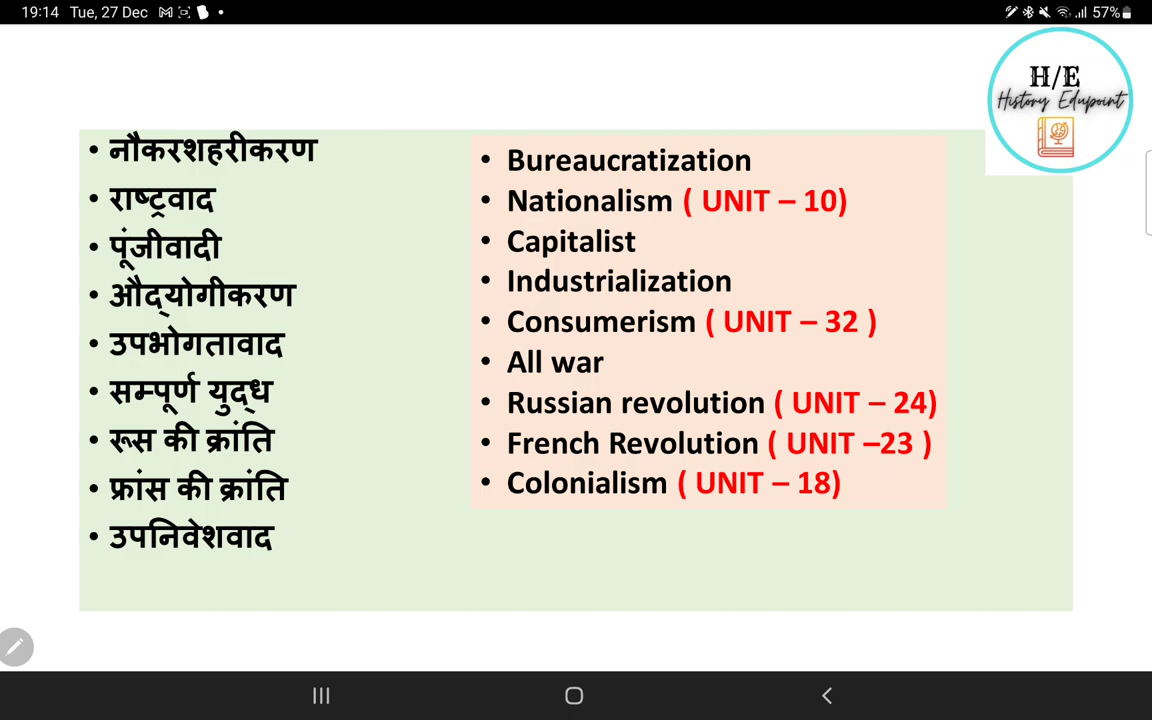 19:14 Tue, 27 Dec
57%
H/E
History Edupoint
• नौकरशहरीकरण
• राष्ट्रवाद
• पूंजीवादी
• औद्योगीकरण
• उपभोगतावाद
• सम्पूर्ण युद्ध
• रूस की क्रांति
• फ्रांस की क्रांति
• उपनिवेशवाद
• Bureaucratization
• Nationalism ( UNIT – 10)
• Capitalist
• Industrialization
• Consumerism ( UNIT – 32 )
• All war
• Russian revolution ( UNIT – 24)
• French Revolution ( UNIT –23 )
• Colonialism ( UNIT – 18)